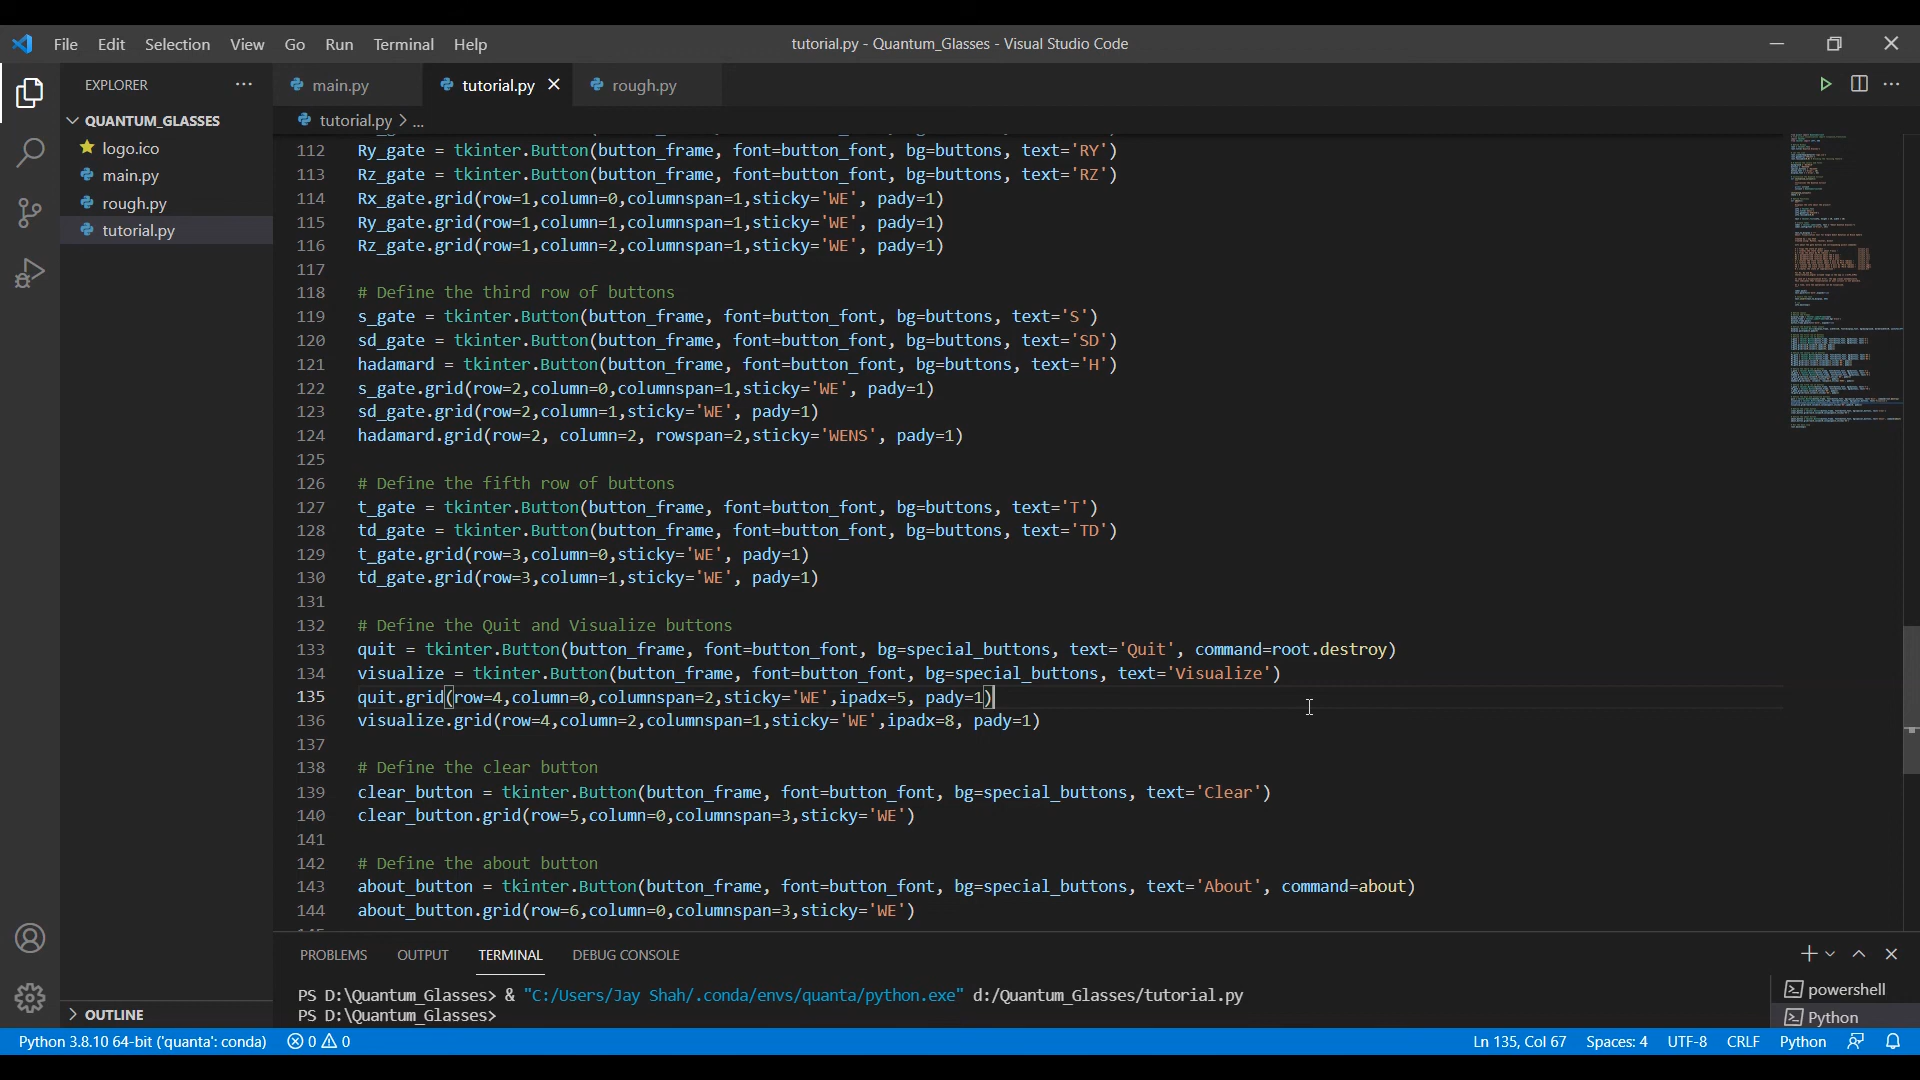 File Edit Selection View Go Run Terminal Help
tutorial.py - Quantum_Glasses - Visual Studio Code
EXPLORER
main.py
tutorial.py
rough.py
QUANTUM_GLASSES
tutorial.py > ...
logo.ico
main.py
rough.py
tutorial.py
112 Ry_gate = tkinter.Button(button_frame, font=button_font, bg=buttons, text='RY')
113 Rz_gate = tkinter.Button(button_frame, font=button_font, bg=buttons, text='RZ')
114 Rx_gate.grid(row=1,column=0,columnspan=1,sticky='WE', pady=1)
115 Ry_gate.grid(row=1,column=1,columnspan=1,sticky='WE', pady=1)
116 Rz_gate.grid(row=1,column=2,columnspan=1,sticky='WE', pady=1)
117
118 # Define the third row of buttons
119 s_gate = tkinter.Button(button_frame, font=button_font, bg=buttons, text='S')
120 sd_gate = tkinter.Button(button_frame, font=button_font, bg=buttons, text='SD')
121 hadamard = tkinter.Button(button_frame, font=button_font, bg=buttons, text='H')
122 s_gate.grid(row=2,column=0,columnspan=1,sticky='WE', pady=1)
123 sd_gate.grid(row=2,column=1,sticky='WE', pady=1)
124 hadamard.grid(row=2, column=2, rowspan=2,sticky='WENS', pady=1)
125
126 # Define the fifth row of buttons
127 t_gate = tkinter.Button(button_frame, font=button_font, bg=buttons, text='T')
128 td_gate = tkinter.Button(button_frame, font=button_font, bg=buttons, text='TD')
129 t_gate.grid(row=3,column=0,sticky='WE', pady=1)
130 td_gate.grid(row=3,column=1,sticky='WE', pady=1)
131
132 # Define the Quit and Visualize buttons
133 quit = tkinter.Button(button_frame, font=button_font, bg=special_buttons, text='Quit', command=root.destroy)
134 visualize = tkinter.Button(button_frame, font=button_font, bg=special_buttons, text='Visualize')
135 quit.grid(row=4,column=0,columnspan=2,sticky='WE',ipadx=5, pady=1)
136 visualize.grid(row=4,column=2,columnspan=1,sticky='WE',ipadx=8, pady=1)
137
138 # Define the clear button
139 clear_button = tkinter.Button(button_frame, font=button_font, bg=special_buttons, text='Clear')
140 clear_button.grid(row=5,column=0,columnspan=3,sticky='WE')
141
142 # Define the about button
143 about_button = tkinter.Button(button_frame, font=button_font, bg=special_buttons, text='About', command=about)
144 about_button.grid(row=6,column=0,columnspan=3,sticky='WE')
PROBLEMS OUTPUT TERMINAL DEBUG CONSOLE
PS D:\Quantum_Glasses> & "C:/Users/Jay Shah/.conda/envs/quanta/python.exe" d:/Quantum_Glasses/tutorial.py
PS D:\Quantum_Glasses>
powershell
Python
OUTLINE
Python 3.8.10 64-bit ('quanta': conda) 0 0
Ln 135, Col 67 Spaces: 4 UTF-8 CRLF Python